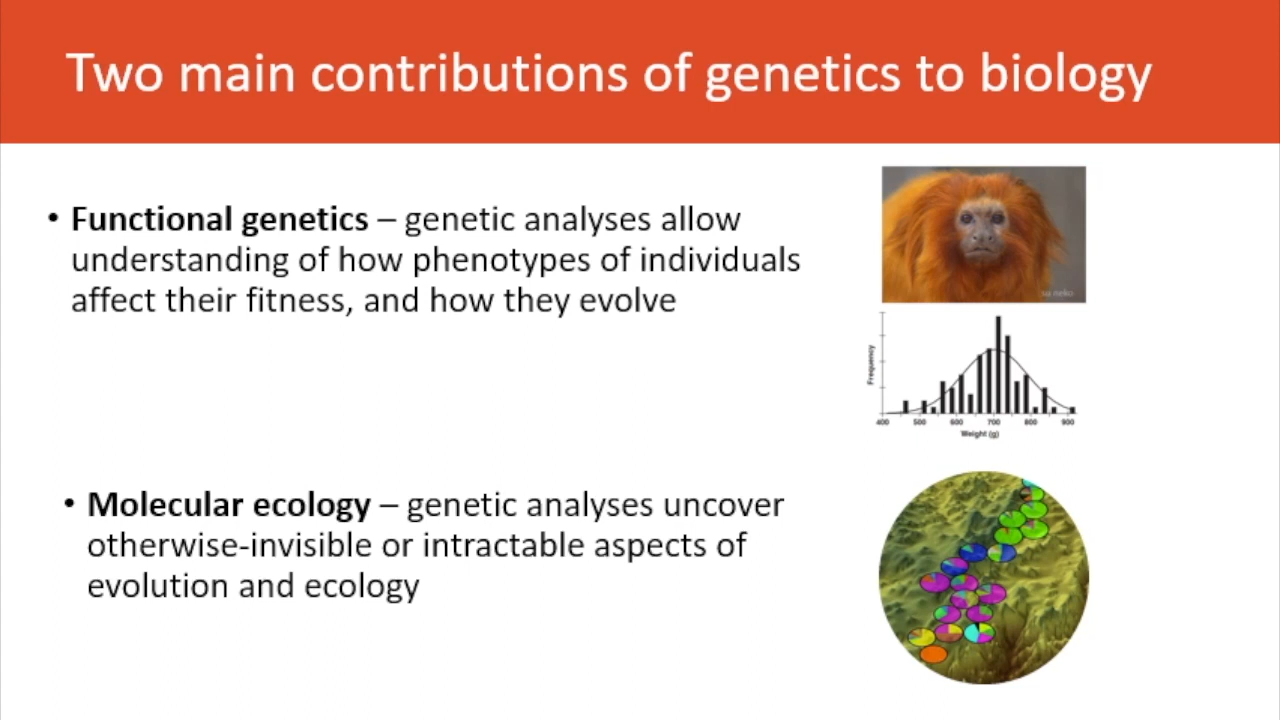 Two main contributions of genetics to biology
• Functional genetics – genetic analyses allow
understanding of how phenotypes of individuals
affect their fitness, and how they evolve
su neko
Frequency
400 500 600 700 800 900
Weight (g)
• Molecular ecology – genetic analyses uncover
otherwise-invisible or intractable aspects of
evolution and ecology